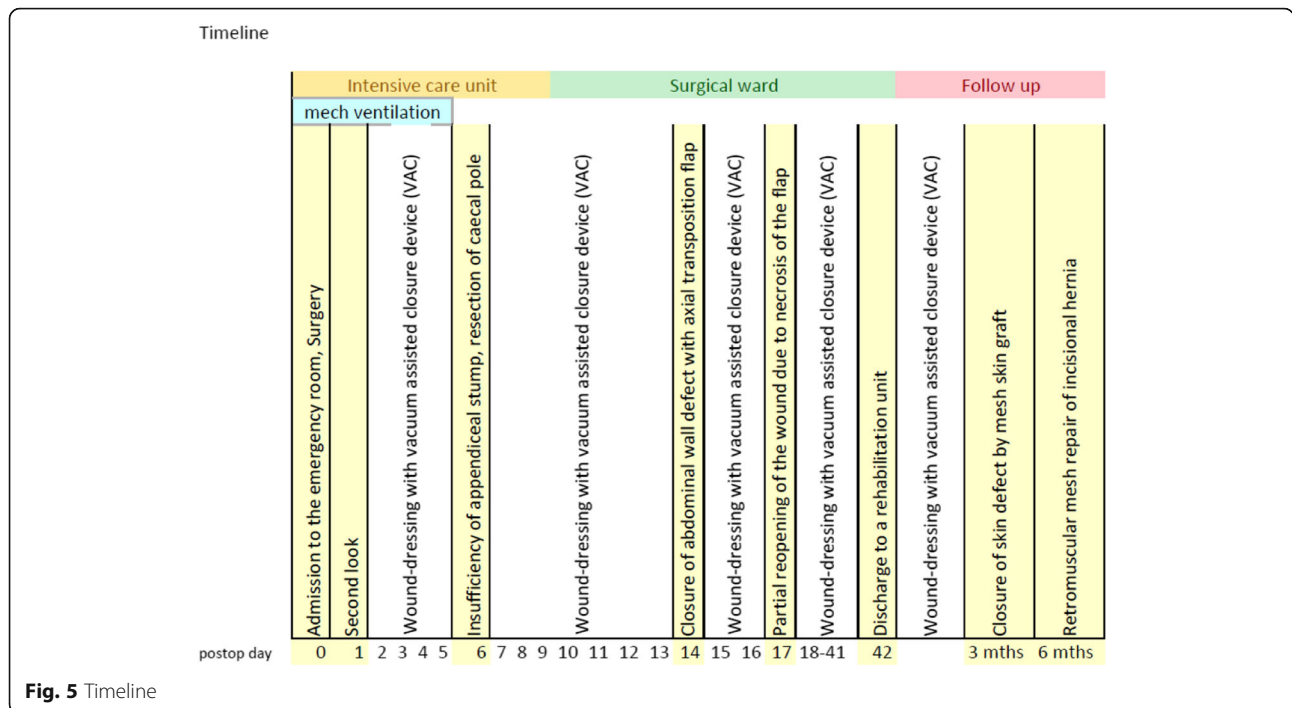 Timeline
Intensive care unit Surgical ward Follow up
mech ventilation
Admission to the emergency room, Surgery
Second look
Wound-dressing with vacuum assisted closure device (VAC)
Insufficiency of appendiceal stump, resection of caecal pole
Wound-dressing with vacuum assisted closure device (VAC)
Closure of abdominal wall defect with axial transposition flap
Wound-dressing with vacuum assisted closure device (VAC)
Partial reopening of the wound due to necrosis of the flap
Wound-dressing with vacuum assisted closure device (VAC)
Discharge to a rehabilitation unit
Wound-dressing with vacuum assisted closure device (VAC)
Closure of skin defect by mesh skin graft
Retromuscular mesh repair of incisional hernia
postop day 0 1 2 3 4 5 6 7 8 9 10 11 12 13 14 15 16 17 18-41 42 3 mths 6 mths
Fig. 5 Timeline